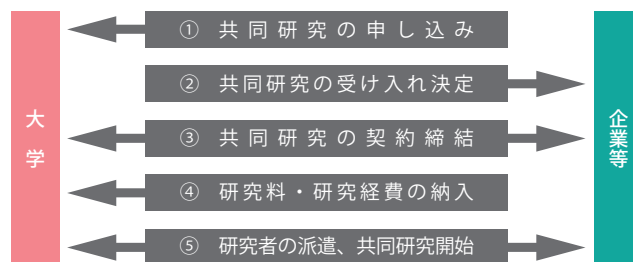 ① 共同研究の申し込み
② 共同研究の受け入れ決定
大学
③ 共同研究の契約締結
企業等
④ 研究料・研究経費の納入
⑤ 研究者の派遣、共同研究開始